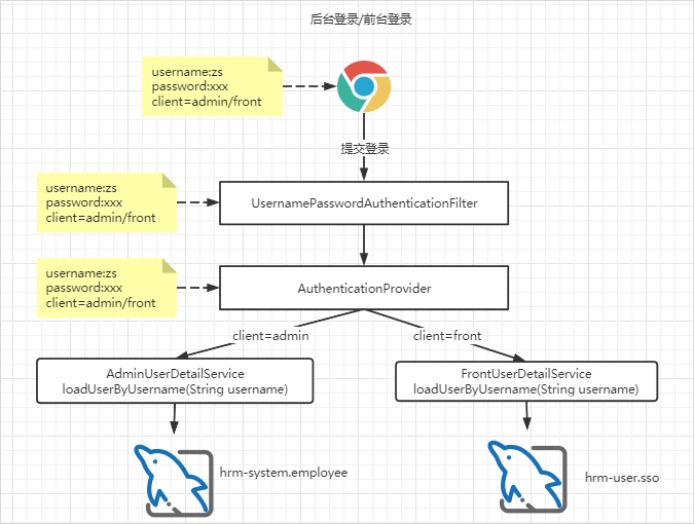 后台登录/前台登录
username:zs
password:xxx
client=admin/front
提交登录
username:zs
password:xxx
client=admin/front
UsernamePasswordAuthenticationFilter
username:zs
password:xxx
client=admin/front
AuthenticationProvider
client=admin
client=front
AdminUserDetailService
loadUserByUsername(String username)
FrontUserDetailService
loadUserByUsername(String username)
hrm-system.employee
hrm-user.sso